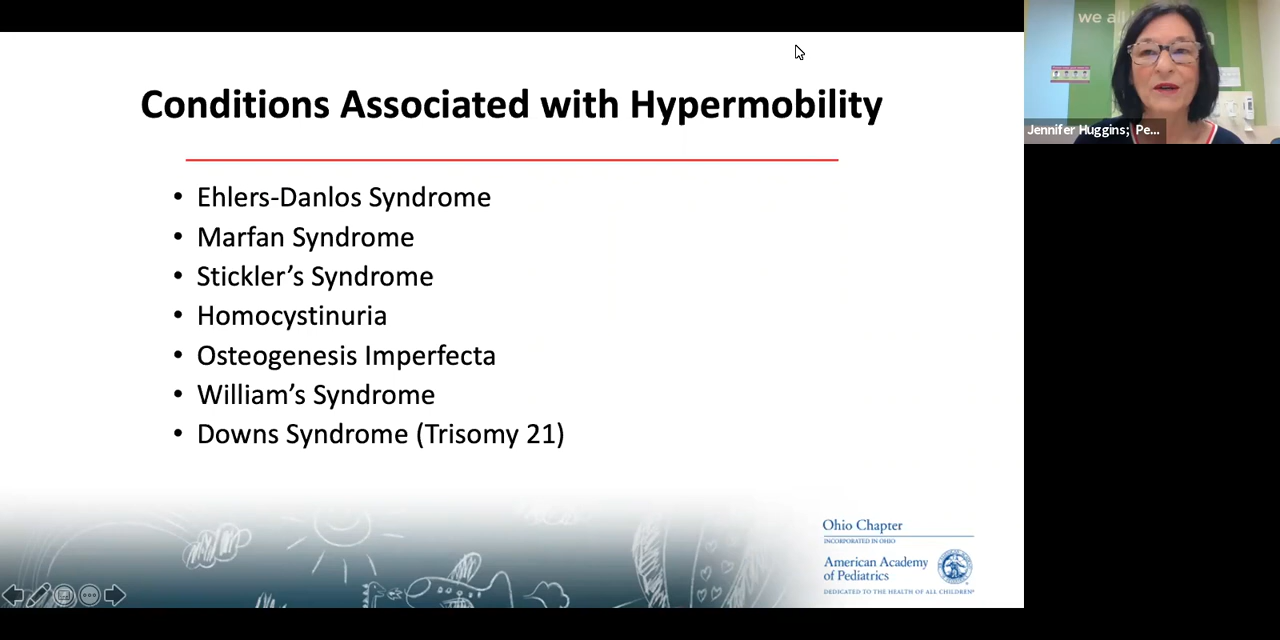 Conditions Associated with Hypermobility
• Ehlers-Danlos Syndrome
• Marfan Syndrome
• Stickler’s Syndrome
• Homocystinuria
• Osteogenesis Imperfecta
• William’s Syndrome
• Downs Syndrome (Trisomy 21)
Ohio Chapter
INCORPORATED IN OHIO
American Academy
of Pediatrics
DEDICATED TO THE HEALTH OF ALL CHILDREN®
we all
Jennifer Huggins; Pe...